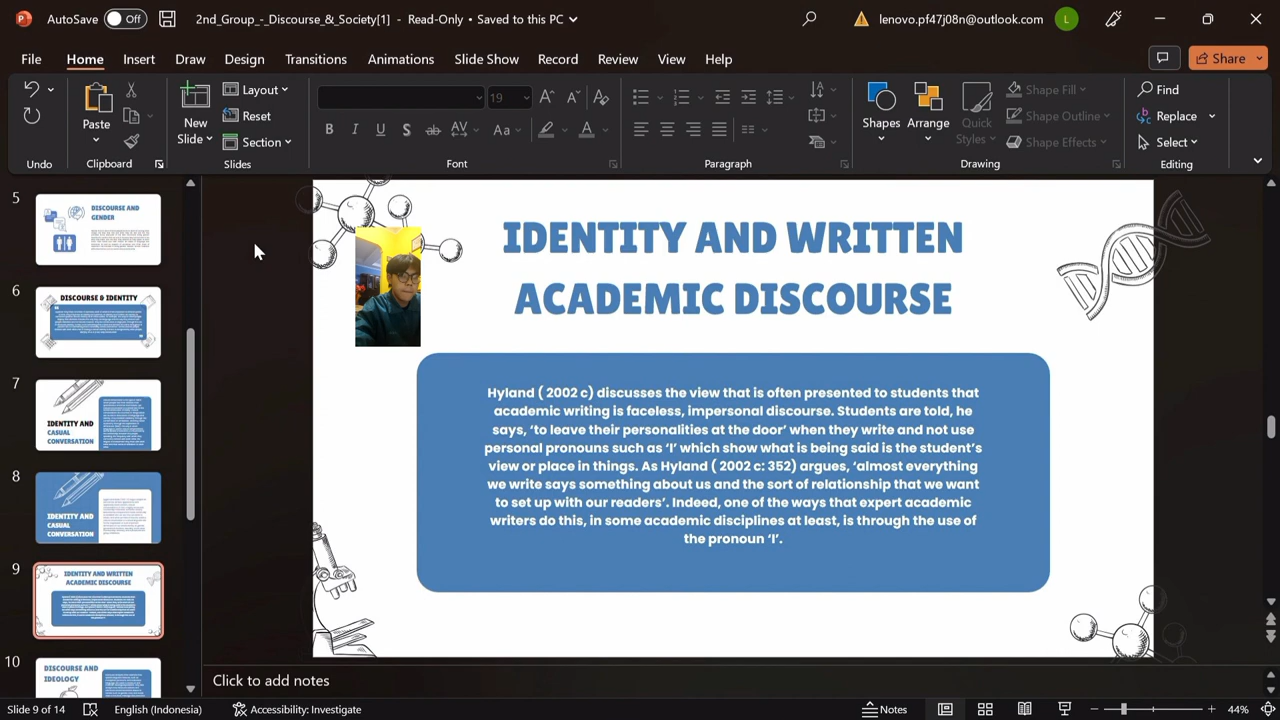 AutoSave Off 2nd_Group_-_Discourse_&_Society[1] - Read-Only • Saved to this PC lenovo.pf47j08n@outlook.com L
File Home Insert Draw Design Transitions Animations Slide Show Record Review View Help Share
Undo
Paste
Clipboard
New
Slide
Layout
Reset
Section
Slides
19
B I U S ab AV Aa A
Font
Paragraph
Shapes
Arrange
Quick
Styles
Shape Fill
Shape Outline
Shape Effects
Drawing
Find
Replace
Select
Editing
5
DISCOURSE AND
GENDER
6
DISCOURSE & IDENTITY
7
IDENTITY AND
CASUAL
CONVERSATION
8
IDENTITY AND
CASUAL
CONVERSATION
9
IDENTITY AND WRITTEN
ACADEMIC DISCOURSE
10
DISCOURSE AND
IDEOLOGY
IDENTITY AND WRITTEN
ACADEMIC DISCOURSE
Hyland ( 2002 c) discusses the view that is often presented to students that
academic writing is faceless, impersonal discourse. Students are told, he
says, ‘to leave their personalities at the door’ when they write and not use
personal pronouns such as ‘I’ which show what is being said is the student’s
view or place in things. As Hyland ( 2002 c: 352) argues, ‘almost everything
we write says something about us and the sort of relationship that we want
to set up with our readers’. Indeed, one of the ways that expert academic
writers do this, in some academic disciplines at least, is through the use of
the pronoun ‘I’.
Click to add notes
Slide 9 of 14 English (Indonesia) Accessibility: Investigate Notes 44%